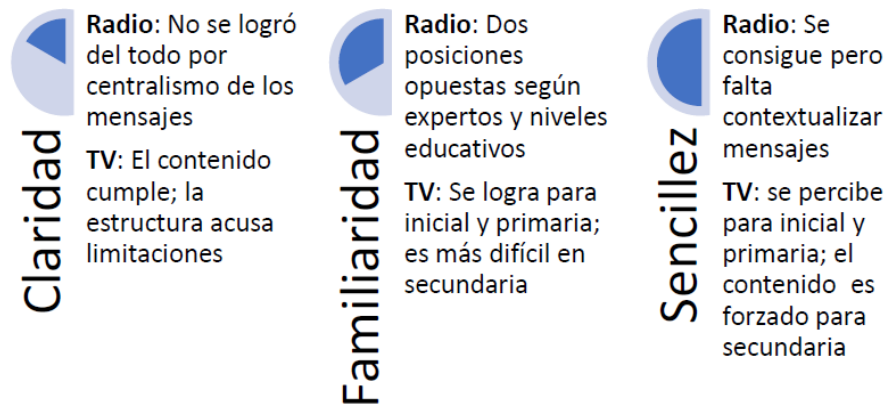 Claridad
Radio: No se logró
del todo por
centralismo de los
mensajes
TV: El contenido
cumple; la
estructura acusa
limitaciones
Familiaridad
Radio: Dos
posiciones
opuestas según
expertos y niveles
educativos
TV: Se logra para
inicial y primaria;
es más difícil en
secundaria
Sencillez
Radio: Se
consigue pero
falta
contextualizar
mensajes
TV: se percibe
para inicial y
primaria; el
contenido es
forzado para
secundaria